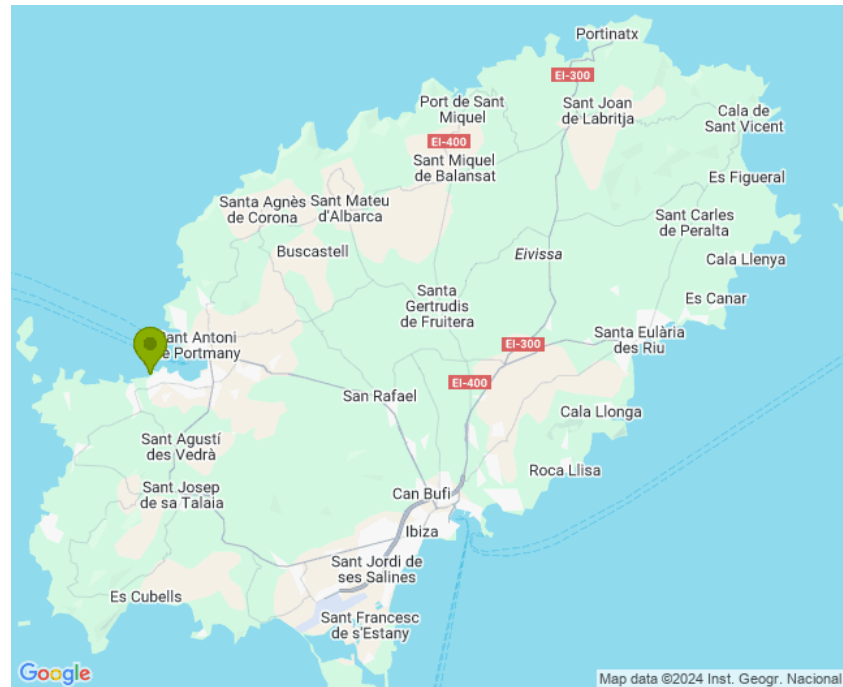 Portinatx
EI-300
Port de Sant
Miquel
Sant Joan
de Labritja
Cala de
Sant Vicent
EI-400
Sant Miquel
de Balansat
Es Figueral
Santa Agnès
de Corona
Sant Mateu
d'Albarca
Sant Carles
de Peralta
Buscastell
Eivissa
Cala Llenya
Santa
Gertrudis
de Fruitera
Es Canar
Sant Antoni
de Portmany
Santa Eulària
des Riu
EI-300
EI-400
San Rafael
Cala Llonga
Sant Agustí
des Vedrà
Roca Llisa
Sant Josep
de sa Talaia
Can Bufi
Ibiza
Sant Jordi de
ses Salines
Es Cubells
Sant Francesc
de s'Estany
Google
Map data ©2024 Inst. Geogr. Nacional